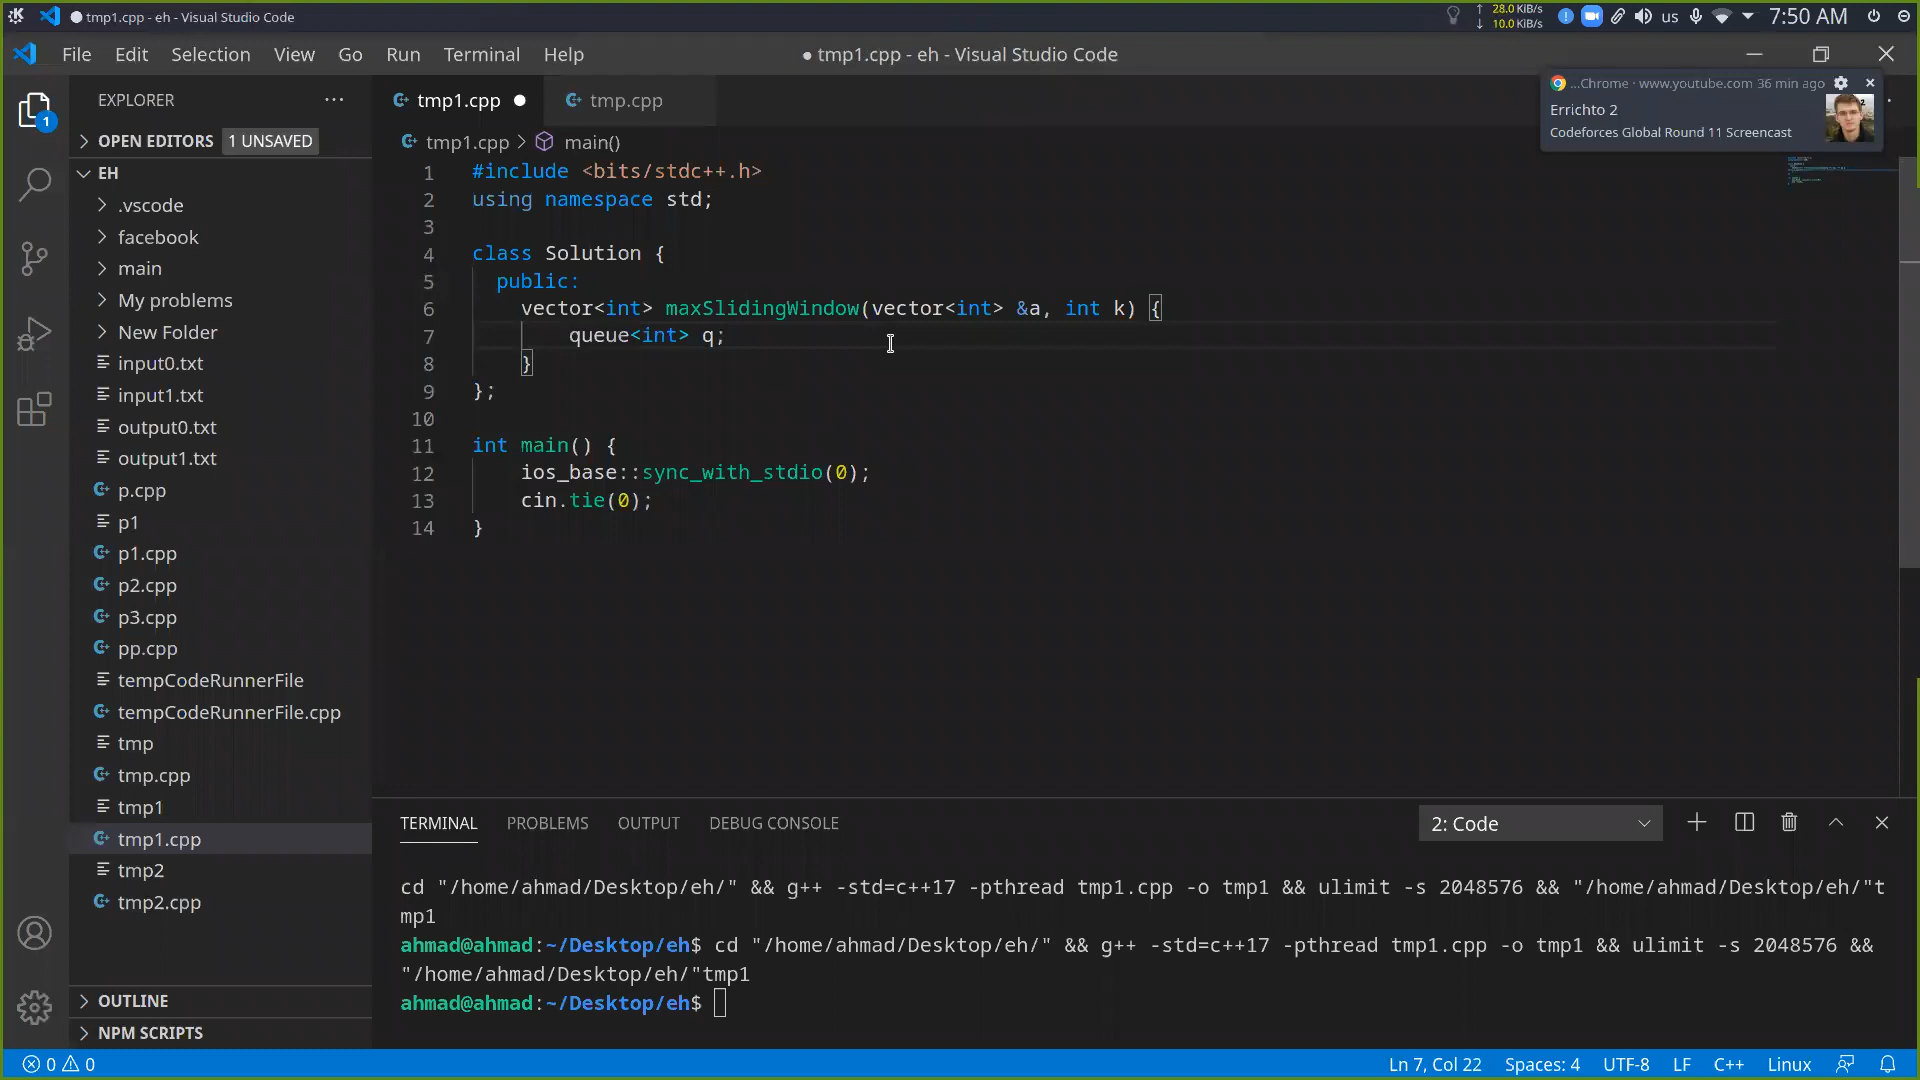 tmp1.cpp - eh - Visual Studio Code
28.0 KiB/s
10.0 KiB/s
us
7:50 AM
File Edit Selection View Go Run Terminal Help
● tmp1.cpp - eh - Visual Studio Code
...Chrome · www.youtube.com 36 min ago
Errichto 2
Codeforces Global Round 11 Screencast
EXPLORER
OPEN EDITORS 1 UNSAVED
EH
.vscode
facebook
main
My problems
New Folder
input0.txt
input1.txt
output0.txt
output1.txt
p.cpp
p1
p1.cpp
p2.cpp
p3.cpp
pp.cpp
tempCodeRunnerFile
tempCodeRunnerFile.cpp
tmp
tmp.cpp
tmp1
tmp1.cpp
tmp2
tmp2.cpp
OUTLINE
NPM SCRIPTS
1
tmp1.cpp ● tmp.cpp
tmp1.cpp > main()
1 #include <bits/stdc++.h>
2 using namespace std;
3
4 class Solution {
5 public:
6 vector<int> maxSlidingWindow(vector<int> &a, int k) {
7 queue<int> q;
8 }
9 };
10
11 int main() {
12 ios_base::sync_with_stdio(0);
13 cin.tie(0);
14 }
TERMINAL PROBLEMS OUTPUT DEBUG CONSOLE
2: Code
cd "/home/ahmad/Desktop/eh/" && g++ -std=c++17 -pthread tmp1.cpp -o tmp1 && ulimit -s 2048576 && "/home/ahmad/Desktop/eh/"t
mp1
ahmad@ahmad:~/Desktop/eh$ cd "/home/ahmad/Desktop/eh/" && g++ -std=c++17 -pthread tmp1.cpp -o tmp1 && ulimit -s 2048576 &&
"/home/ahmad/Desktop/eh/"tmp1
ahmad@ahmad:~/Desktop/eh$
0 0
Ln 7, Col 22 Spaces: 4 UTF-8 LF C++ Linux